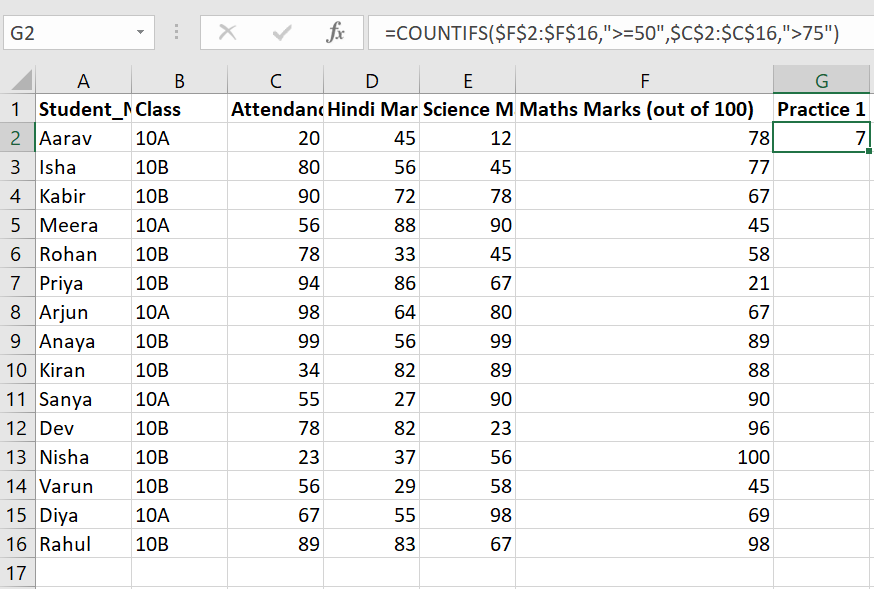 G2 fx =COUNTIFS($F$2:$F$16,">=50",$C$2:$C$16,">75")
A B C D E F G
1 Student_N Class Attendanc Hindi Mar Science M Maths Marks (out of 100) Practice 1
2 Aarav 10A 20 45 12 78 7
3 Isha 10B 80 56 45 77
4 Kabir 10B 90 72 78 67
5 Meera 10A 56 88 90 45
6 Rohan 10B 78 33 45 58
7 Priya 10B 94 86 67 21
8 Arjun 10A 98 64 80 67
9 Anaya 10B 99 56 99 89
10 Kiran 10B 34 82 89 88
11 Sanya 10A 55 27 90 90
12 Dev 10B 78 82 23 96
13 Nisha 10B 23 37 56 100
14 Varun 10B 56 29 58 45
15 Diya 10A 67 55 98 69
16 Rahul 10B 89 83 67 98
17